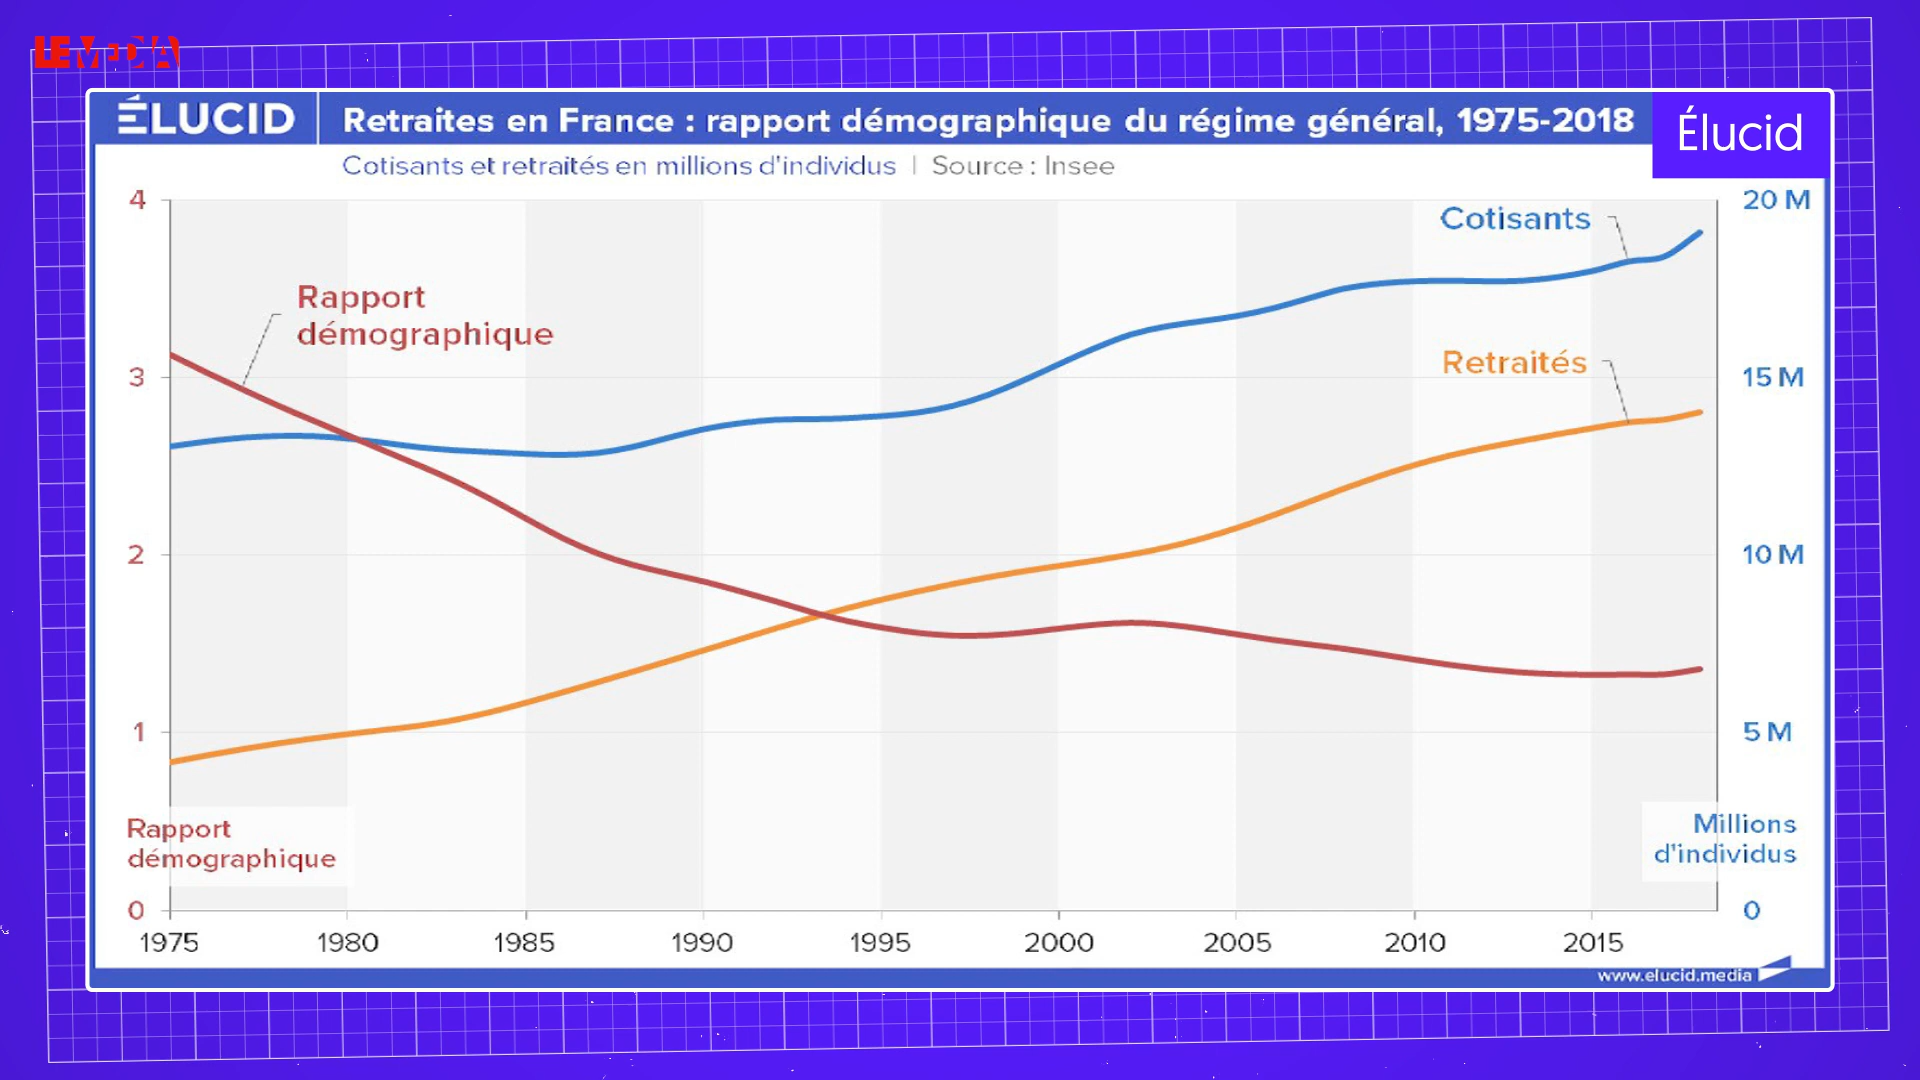 LEMEDIA
ÉLUCID
Retraites en France : rapport démographique du régime général, 1975-2018
Élucid
Cotisants et retraités en millions d'individus | Source : Insee
4
20 M
Cotisants
Rapport
démographique
Retraités
3
15 M
2
10 M
1
5 M
Rapport
démographique
Millions
d'individus
0
0
1975 1980 1985 1990 1995 2000 2005 2010 2015
www.elucid.media